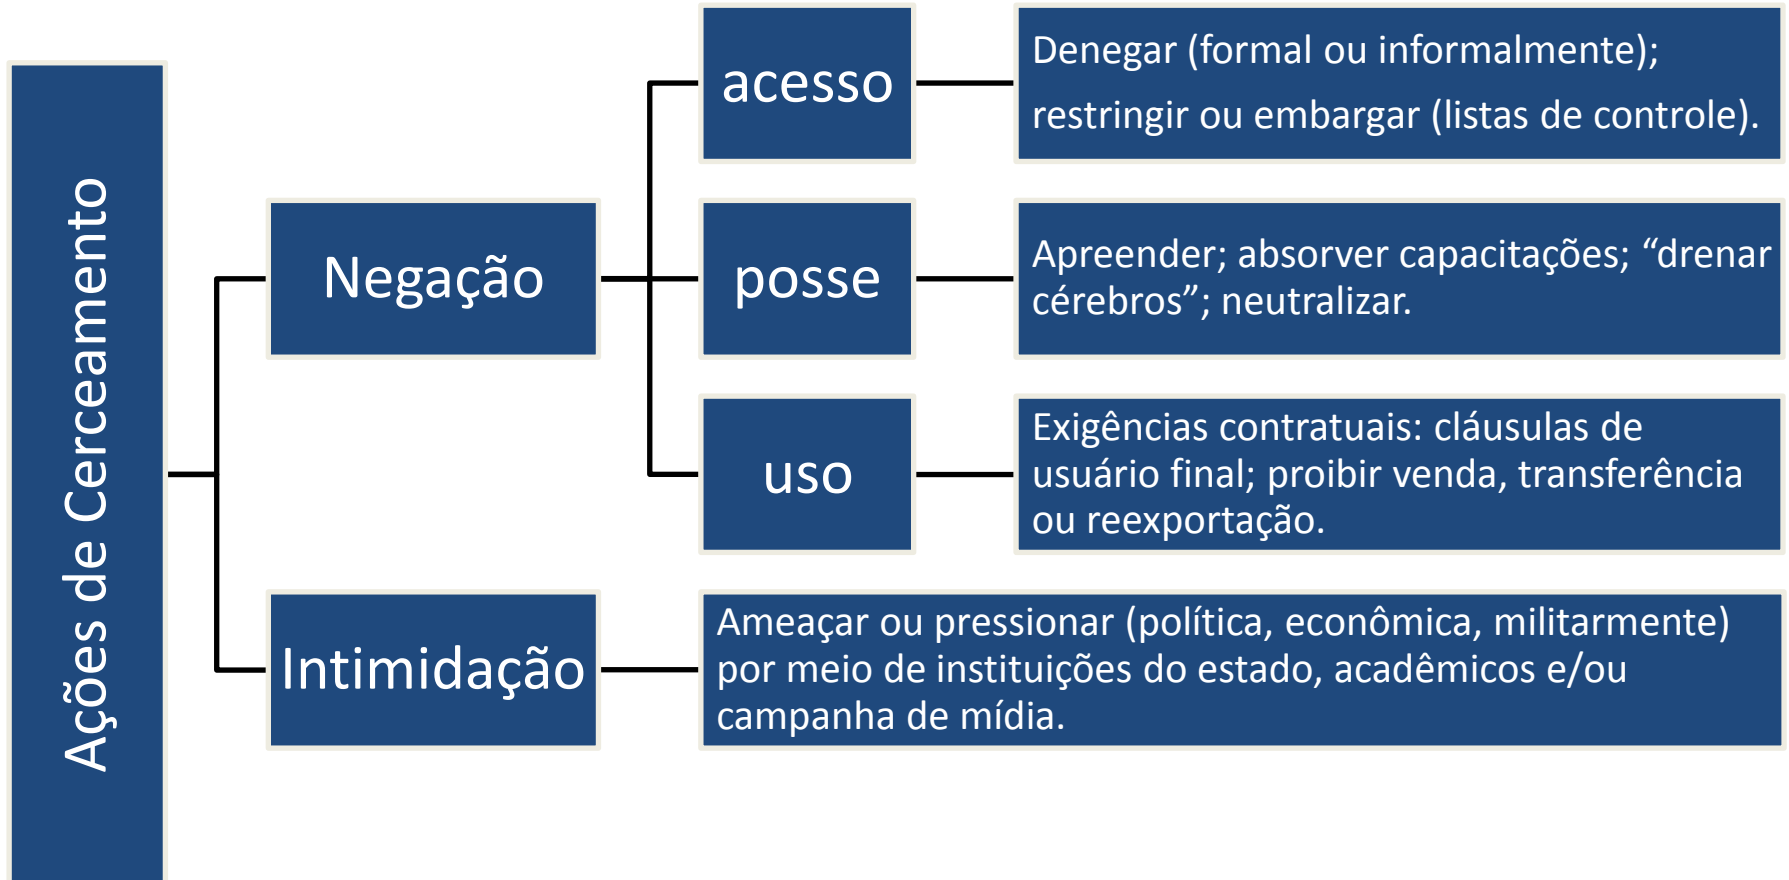 Ações de Cerceamento
Negação
acesso
Denegar (formal ou informalmente);
restringir ou embargar (listas de controle).
posse
Apreender; absorver capacitações; “drenar
cérebros”; neutralizar.
uso
Exigências contratuais: cláusulas de
usuário final; proibir venda, transferência
ou reexportação.
Intimidação
Ameaçar ou pressionar (política, econômica, militarmente)
por meio de instituições do estado, acadêmicos e/ou
campanha de mídia.